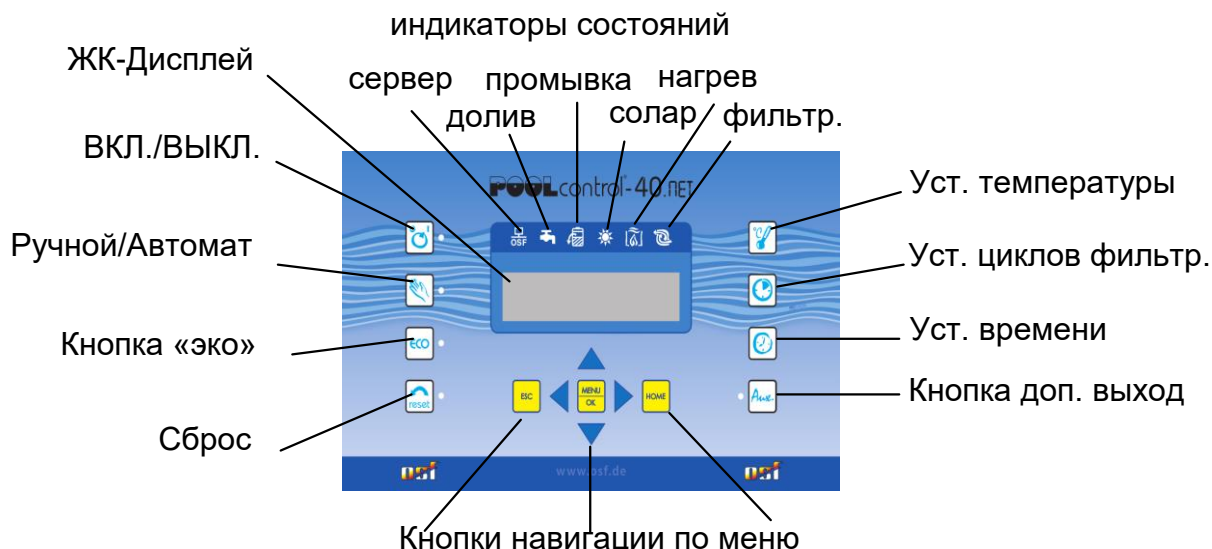 индикаторы состояний
ЖК-Дисплей
сервер промывка нагрев
долив солар фильтр.
ВКЛ./ВЫКЛ.
POOLcontrol-40.net
Уст. температуры
OSF
Ручной/Автомат
Уст. циклов фильтр.
Кнопка «эко»
eco
Уст. времени
ESC
MENU
OK
HOME
reset
Aux.
Кнопка доп. выход
Сброс
osf
www.osf.de
osf
Кнопки навигации по меню